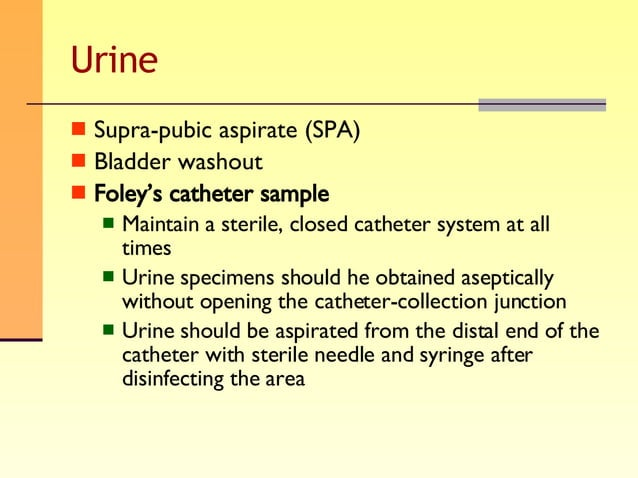 Urine
Supra-pubic aspirate (SPA)
Bladder washout
Foley's catheter sample
Maintain a sterile, closed catheter system at all
times
Urine specimens should he obtained aseptically
without opening the catheter-collection junction
Urine should be aspirated from the distal end of the
catheter with sterile needle and syringe after
disinfecting the area